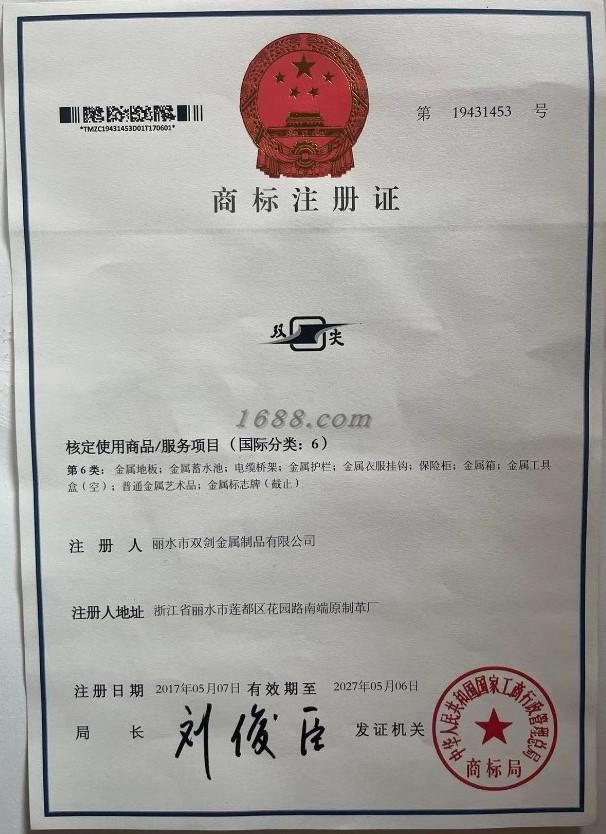 *TMZC19431453D01T170601*
第 19431453 号
商标注册证
双 尖
1688.com
核定使用商品/服务项目（国际分类：6）
第6类：金属地板；金属蓄水池；电缆桥架；金属护栏；金属衣服挂钩；保险柜；金属箱；金属工具
盒（空）；普通金属艺术品；金属标志牌（截止）
注 册 人 丽水市双剑金属制品有限公司
注册人地址 浙江省丽水市莲都区花园路南端原制革厂
注册日期 2017年05月07日 有效期至 2027年05月06日
局 长 刘俊臣 发证机关
中华人民共和国国家工商行政管理总局
商标局